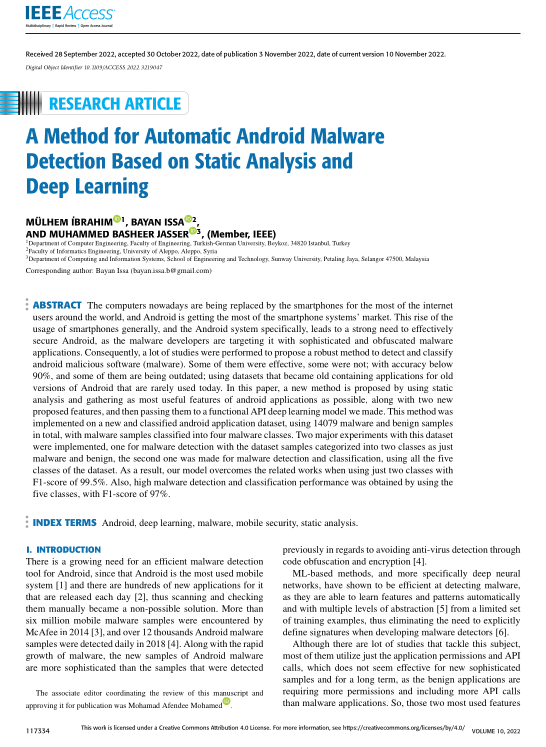 IEEE Access
Multidisciplinary | Rapid Review | Open Access Journal
Received 28 September 2022, accepted 30 October 2022, date of publication 3 November 2022, date of current version 10 November 2022.
Digital Object Identifier 10.1109/ACCESS.2022.3219047
RESEARCH ARTICLE
A Method for Automatic Android Malware
Detection Based on Static Analysis and
Deep Learning
MÜLHEM İBRAHIM 1, BAYAN ISSA 2,
AND MUHAMMED BASHEER JASSER 3, (Member, IEEE)
1Department of Computer Engineering, Faculty of Engineering, Turkish-German University, Beykoz, 34820 Istanbul, Turkey
2Faculty of Informatics Engineering, University of Aleppo, Aleppo, Syria
3Department of Computing and Information Systems, School of Engineering and Technology, Sunway University, Petaling Jaya, Selangor 47500, Malaysia
Corresponding author: Bayan Issa (bayan.issa.b@gmail.com)
ABSTRACT The computers nowadays are being replaced by the smartphones for the most of the internet
users around the world, and Android is getting the most of the smartphone systems' market. This rise of the
usage of smartphones generally, and the Android system specifically, leads to a strong need to effectively
secure Android, as the malware developers are targeting it with sophisticated and obfuscated malware
applications. Consequently, a lot of studies were performed to propose a robust method to detect and classify
android malicious software (malware). Some of them were effective, some were not; with accuracy below
90%, and some of them are being outdated; using datasets that became old containing applications for old
versions of Android that are rarely used today. In this paper, a new method is proposed by using static
analysis and gathering as most useful features of android applications as possible, along with two new
proposed features, and then passing them to a functional API deep learning model we made. This method was
implemented on a new and classified android application dataset, using 14079 malware and benign samples
in total, with malware samples classified into four malware classes. Two major experiments with this dataset
were implemented, one for malware detection with the dataset samples categorized into two classes as just
malware and benign, the second one was made for malware detection and classification, using all the five
classes of the dataset. As a result, our model overcomes the related works when using just two classes with
F1-score of 99.5%. Also, high malware detection and classification performance was obtained by using the
five classes, with F1-score of 97%.
INDEX TERMS Android, deep learning, malware, mobile security, static analysis.
I. INTRODUCTION
There is a growing need for an efficient malware detection
tool for Android, since that Android is the most used mobile
system [1] and there are hundreds of new applications for it
that are released each day [2], thus scanning and checking
them manually became a non-possible solution. More than
six million mobile malware samples were encountered by
McAfee in 2014 [3], and over 12 thousands Android malware
samples were detected daily in 2018 [4]. Along with the rapid
growth of malware, the new samples of Android malware
are more sophisticated than the samples that were detected
The associate editor coordinating the review of this manuscript and
approving it for publication was Mohamad Afendee Mohamed.
previously in regards to avoiding anti-virus detection through
code obfuscation and encryption [4].
ML-based methods, and more specifically deep neural
networks, have shown to be efficient at detecting malware,
as they are able to learn features and patterns automatically
and with multiple levels of abstraction [5] from a limited set
of training examples, thus eliminating the need to explicitly
define signatures when developing malware detectors [6].
Although there are lot of studies that tackle this subject,
most of them utilize just the application permissions and API
calls, which does not seem effective for new sophisticated
samples and for a long term, as the benign applications are
requiring more permissions and including more API calls
than malware applications. So, those two most used features
117334
This work is licensed under a Creative Commons Attribution 4.0 License. For more information, see https://creativecommons.org/licenses/by/4.0/
VOLUME 10, 2022